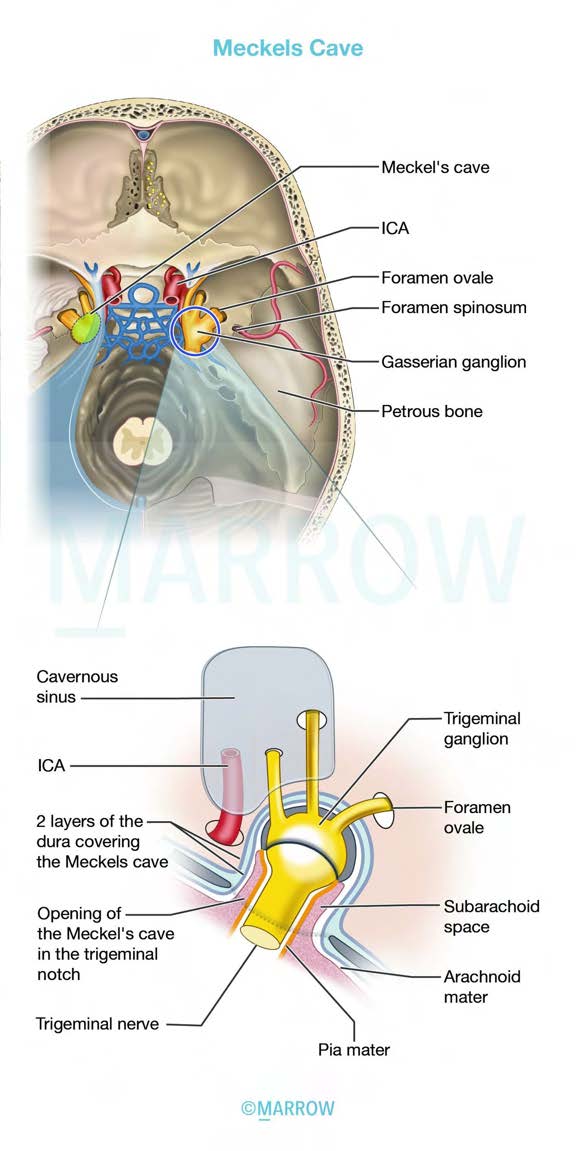 Meckels Cave
Meckel's cave
ICA
Foramen ovale
Foramen spinosum
Gasserian ganglion
Petrous bone
MARROW
Cavernous
sinus
Trigeminal
ganglion
ICA
Foramen
ovale
2 layers of the
dura covering
the Meckels cave
Opening of
the Meckel's cave
in the trigeminal
notch
Subarachoid
space
Arachnoid
mater
Trigeminal nerve
Pia mater
©MARROW